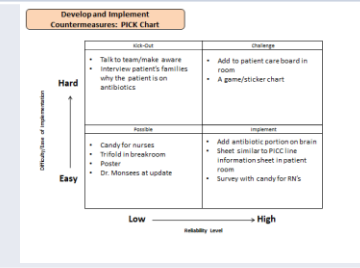 Develop and Implement
Countermeasures: PICK Chart
Kick-Out
Challenge
• Talk to team/make aware
• Interview patient's families
why the patient is on
antibiotics
• Add to patient care board in
room
• A game/sticker chart
Hard
Difficulty/Ease of Implementation
Possible
Implement
• Candy for nurses
• Trifold in breakroom
• Poster
• Dr. Monsees at update
• Add antibiotic portion on brain
• Sheet similar to PICC line
information sheet in patient
room
• Survey with candy for RN's
Easy
Low
High
Reliability Level